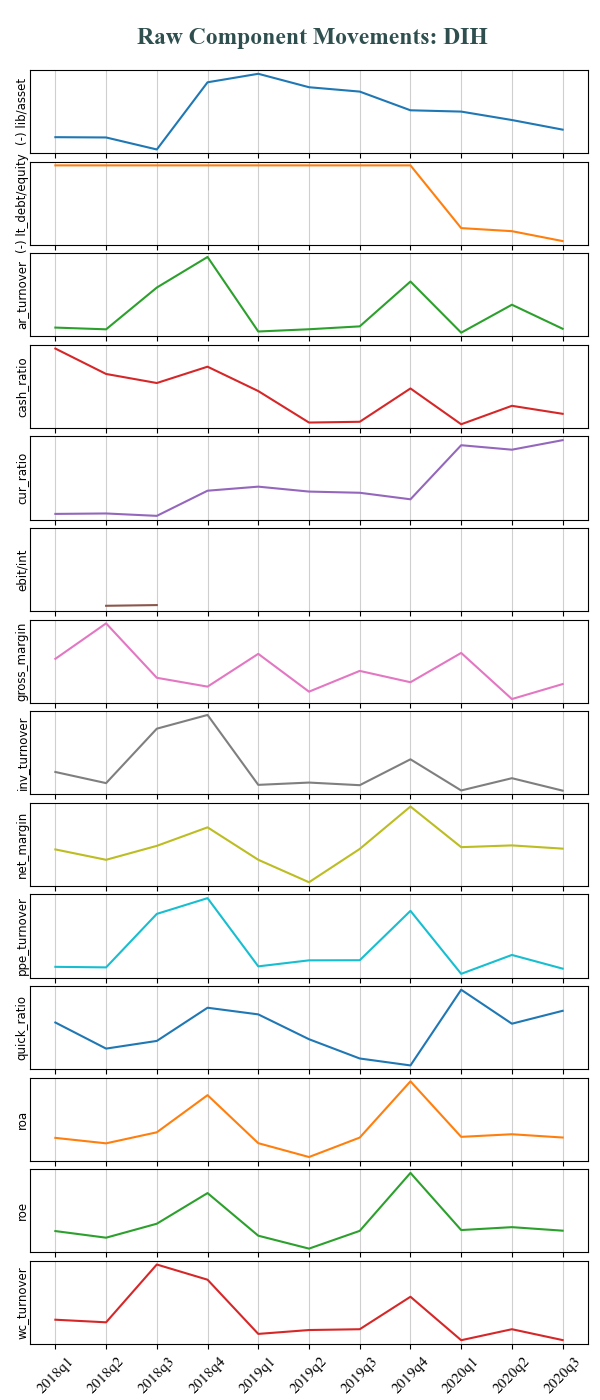 Raw Component Movements: DIH
(-) lib/asset
(-) lt_debt/equity
ar_turnover
cash_ratio
cur_ratio
ebit/int
gross_margin
inv_turnover
net_margin
ppe_turnover
quick_ratio
roa
roe
wc_turnover
2018q1 2018q2 2018q3 2018q4 2019q1 2019q2 2019q3 2019q4 2020q1 2020q2 2020q3